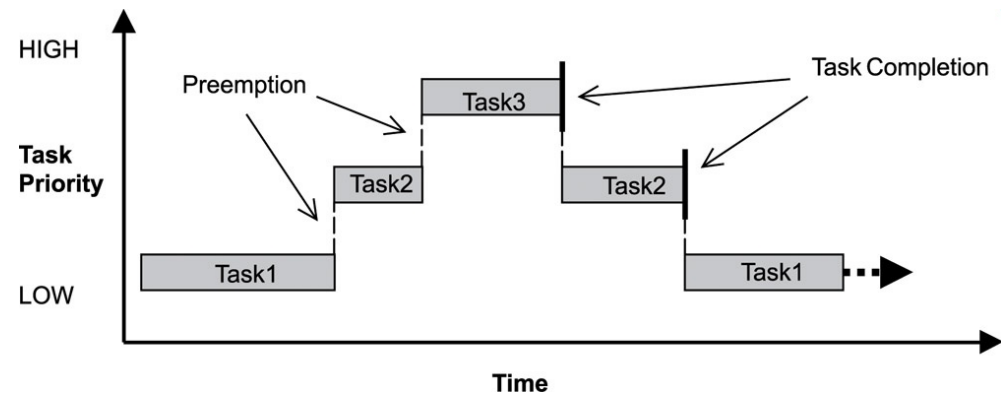 HIGH
Preemption
Task Completion
Task3
Task
Priority
Task2
Task2
Task1
Task1
LOW
Time